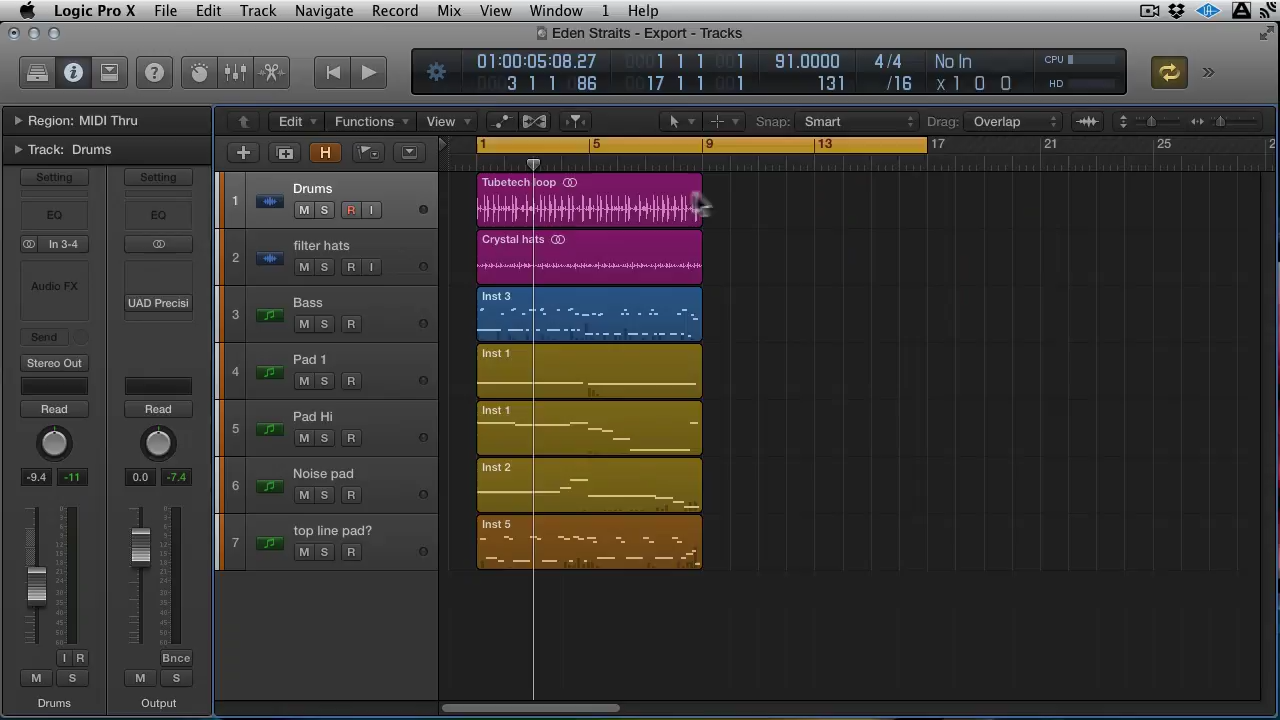 Logic Pro X File Edit Track Navigate Record Mix View Window 1 Help
Eden Straits - Export - Tracks
01:00:05:08.27 1 1 1 1 91.0000 4/4 No In CPU
3 1 1 86 17 1 1 1 131 /16 x 1 0 0 HD
Region: MIDI Thru
Edit Functions View Snap: Smart Drag: Overlap
Track: Drums
1 5 9 13 17 21 25 2
H
Setting Setting
EQ EQ
In 3-4
Audio FX
UAD Precisi
Send
Stereo Out
Read Read
-9.4 -11 0.0 -7.4
I R Bnce
M S M S
Drums Output
1 Drums
M S R I
2 filter hats
M S R I
3 Bass
M S R
4 Pad 1
M S R
5 Pad Hi
M S R
6 Noise pad
M S R
7 top line pad?
M S R
Tubetech loop
Crystal hats
Inst 3
Inst 1
Inst 1
Inst 2
Inst 5